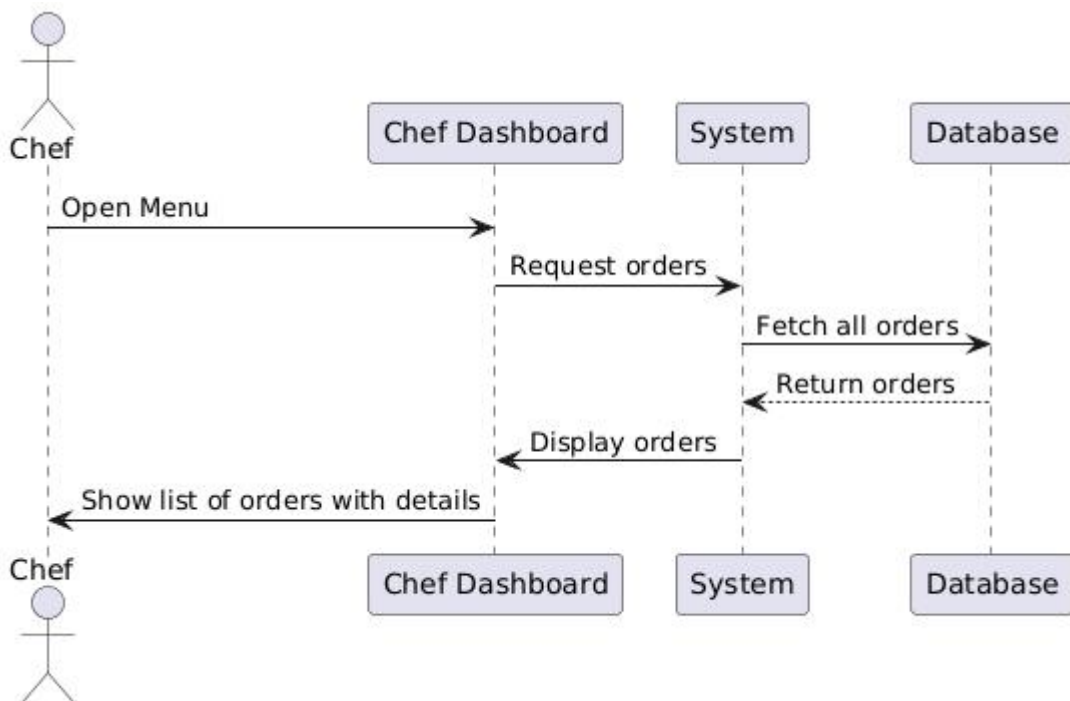 Chef
Chef Dashboard
System
Database
Open Menu
Request orders
Fetch all orders
Return orders
Display orders
Show list of orders with details
Chef
Chef Dashboard
System
Database